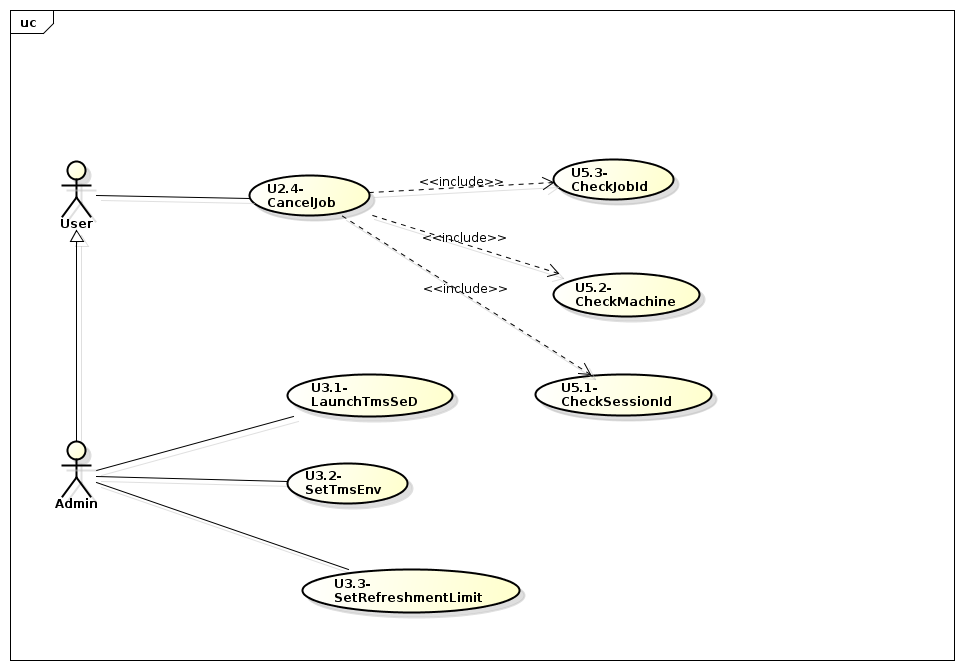 uc
U5.3-
CheckJobId
<<include>>
U2.4-
CancelJob
User
<<include>>
<<include>>
U5.2-
CheckMachine
U3.1-
LaunchTmsSeD
U5.1-
CheckSessionId
Admin
U3.2-
SetTmsEnv
U3.3-
SetRefreshmentLimit